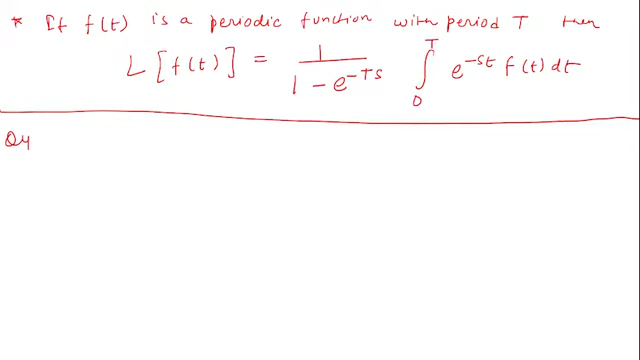 * If f(t) is a periodic function with period T then
L [f(t)] = 1 / (1 - e^{-Ts}) ∫_0^T e^{-st} f(t) dt
Q4